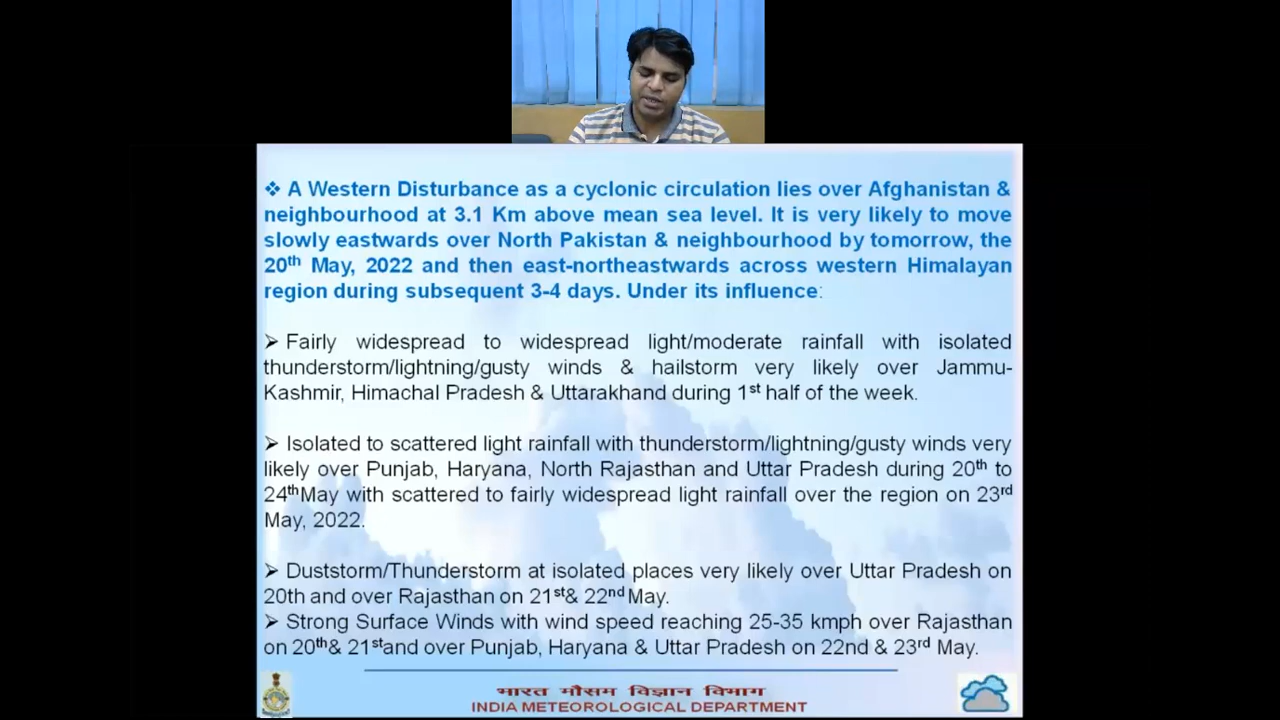 ❖ A Western Disturbance as a cyclonic circulation lies over Afghanistan &
neighbourhood at 3.1 Km above mean sea level. It is very likely to move
slowly eastwards over North Pakistan & neighbourhood by tomorrow, the
20th May, 2022 and then east-northeastwards across western Himalayan
region during subsequent 3-4 days. Under its influence:
➢ Fairly widespread to widespread light/moderate rainfall with isolated
thunderstorm/lightning/gusty winds & hailstorm very likely over Jammu-
Kashmir, Himachal Pradesh & Uttarakhand during 1st half of the week.
➢ Isolated to scattered light rainfall with thunderstorm/lightning/gusty winds very
likely over Punjab, Haryana, North Rajasthan and Uttar Pradesh during 20th to
24thMay with scattered to fairly widespread light rainfall over the region on 23rd
May, 2022.
➢ Duststorm/Thunderstorm at isolated places very likely over Uttar Pradesh on
20th and over Rajasthan on 21st& 22nd May.
➢ Strong Surface Winds with wind speed reaching 25-35 kmph over Rajasthan
on 20th& 21stand over Punjab, Haryana & Uttar Pradesh on 22nd & 23rd May.
भारत मौसम विज्ञान विभाग
INDIA METEOROLOGICAL DEPARTMENT